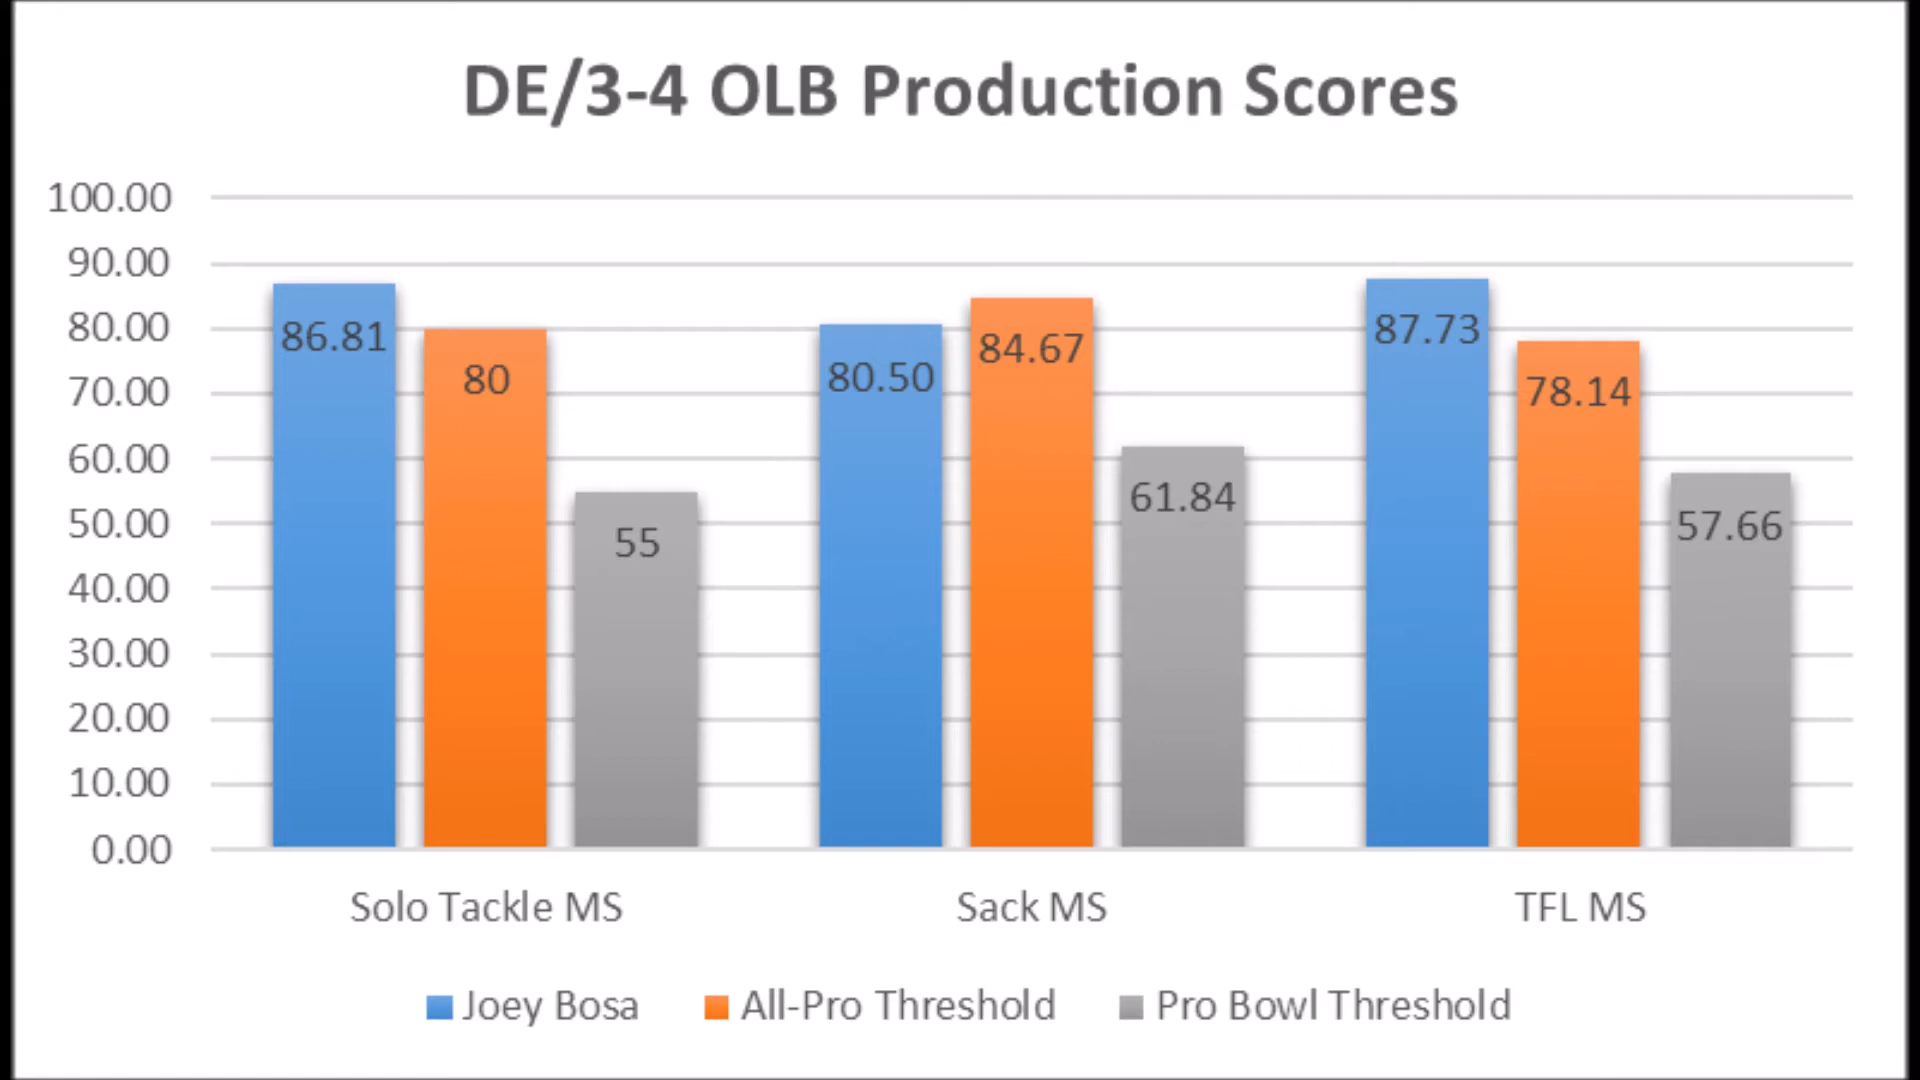 DE/3-4 OLB Production Scores
100.00
90.00
80.00
70.00
60.00
50.00
40.00
30.00
20.00
10.00
0.00
86.81
80
55
80.50
84.67
61.84
87.73
78.14
57.66
Solo Tackle MS
Sack MS
TFL MS
Joey Bosa
All-Pro Threshold
Pro Bowl Threshold